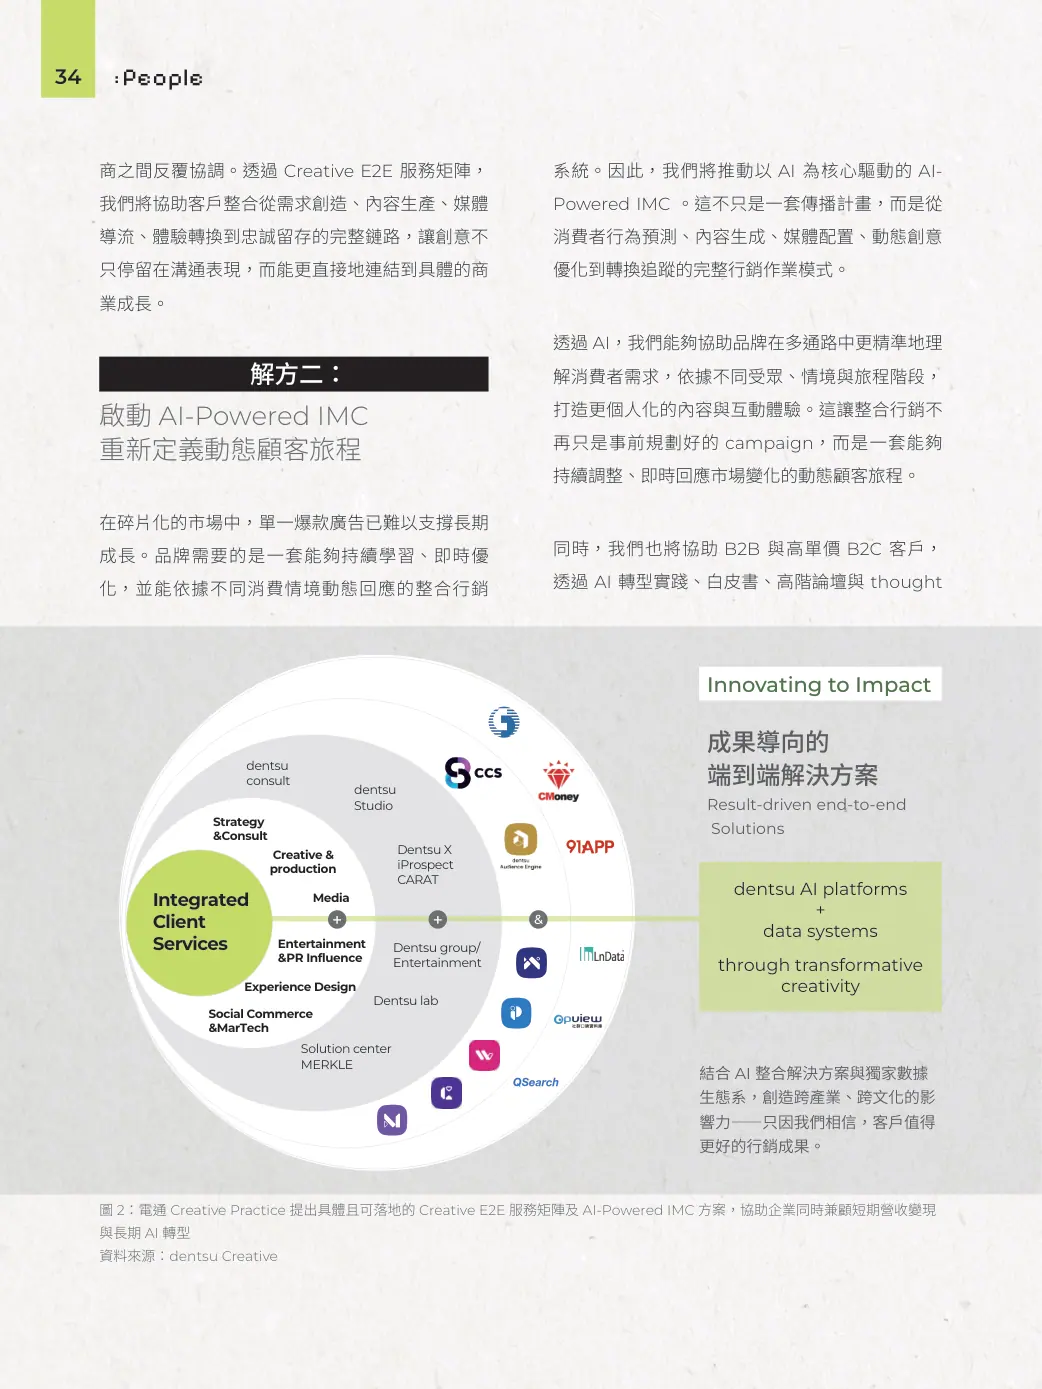 34
:People
商之間反覆協調。透過 Creative E2E 服務矩陣，
我們將協助客戶整合從需求創造、內容生產、媒體
導流、體驗轉換到忠誠留存的完整鏈路，讓創意不
只停留在溝通表現，而能更直接地連結到具體的商
業成長。
解方二：
啟動 AI-Powered IMC
重新定義動態顧客旅程
在碎片化的市場中，單一爆款廣告已難以支撐長期
成長。品牌需要的是一套能夠持續學習、即時優
化，並能依據不同消費情境動態回應的整合行銷
系統。因此，我們將推動以 AI 為核心驅動的 AI-
Powered IMC 。這不只是一套傳播計畫，而是從
消費者行為預測、內容生成、媒體配置、動態創意
優化到轉換追蹤的完整行銷作業模式。
透過 AI，我們能夠協助品牌在多通路中更精準地理
解消費者需求，依據不同受眾、情境與旅程階段，
打造更個人化的內容與互動體驗。這讓整合行銷不
再只是事前規劃好的 campaign，而是一套能夠
持續調整、即時回應市場變化的動態顧客旅程。
同時，我們也將協助 B2B 與高單價 B2C 客戶，
透過 AI 轉型實踐、白皮書、高階論壇與 thought
dentsu
consult
dentsu
Studio
Strategy
&Consult
Creative &
production
Dentsu X
iProspect
CARAT
Media
Integrated
Client
Services
+
+
&
Entertainment
&PR Influence
Dentsu group/
Entertainment
Experience Design
Dentsu lab
Social Commerce
&MarTech
Solution center
MERKLE
CCS
CMoney
dentsu
Audience Engine
91APP
LnData
Opview
社群口碑資料庫
QSearch
Innovating to Impact
成果導向的
端到端解決方案
Result-driven end-to-end
Solutions
dentsu AI platforms
+
data systems
through transformative
creativity
結合 AI 整合解決方案與獨家數據
生態系，創造跨產業、跨文化的影
響力——只因我們相信，客戶值得
更好的行銷成果。
圖 2：電通 Creative Practice 提出具體且可落地的 Creative E2E 服務矩陣及 AI-Powered IMC 方案，協助企業同時兼顧短期營收變現
與長期 AI 轉型
資料來源：dentsu Creative